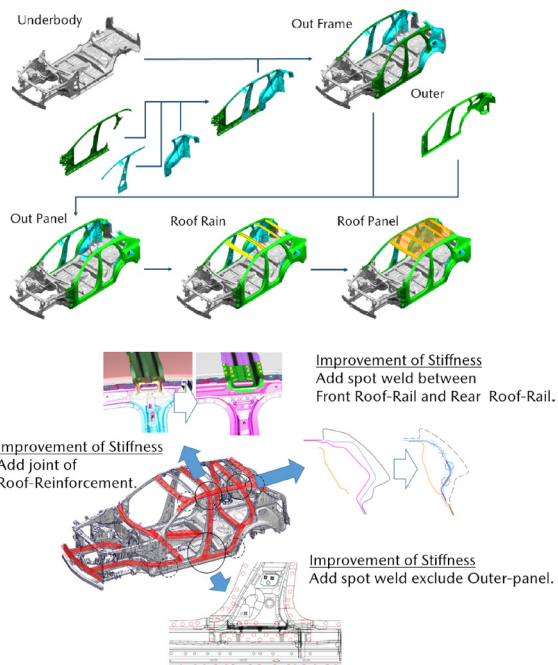 Underbody
Out Frame
Outer
Out Panel
Roof Rain
Roof Panel
Improvement of Stiffness
Add spot weld between
Front Roof-Rail and Rear Roof-Rail.
Improvement of Stiffness
Add joint of
Roof-Reinforcement.
Improvement of Stiffness
Add spot weld exclude Outer-panel.